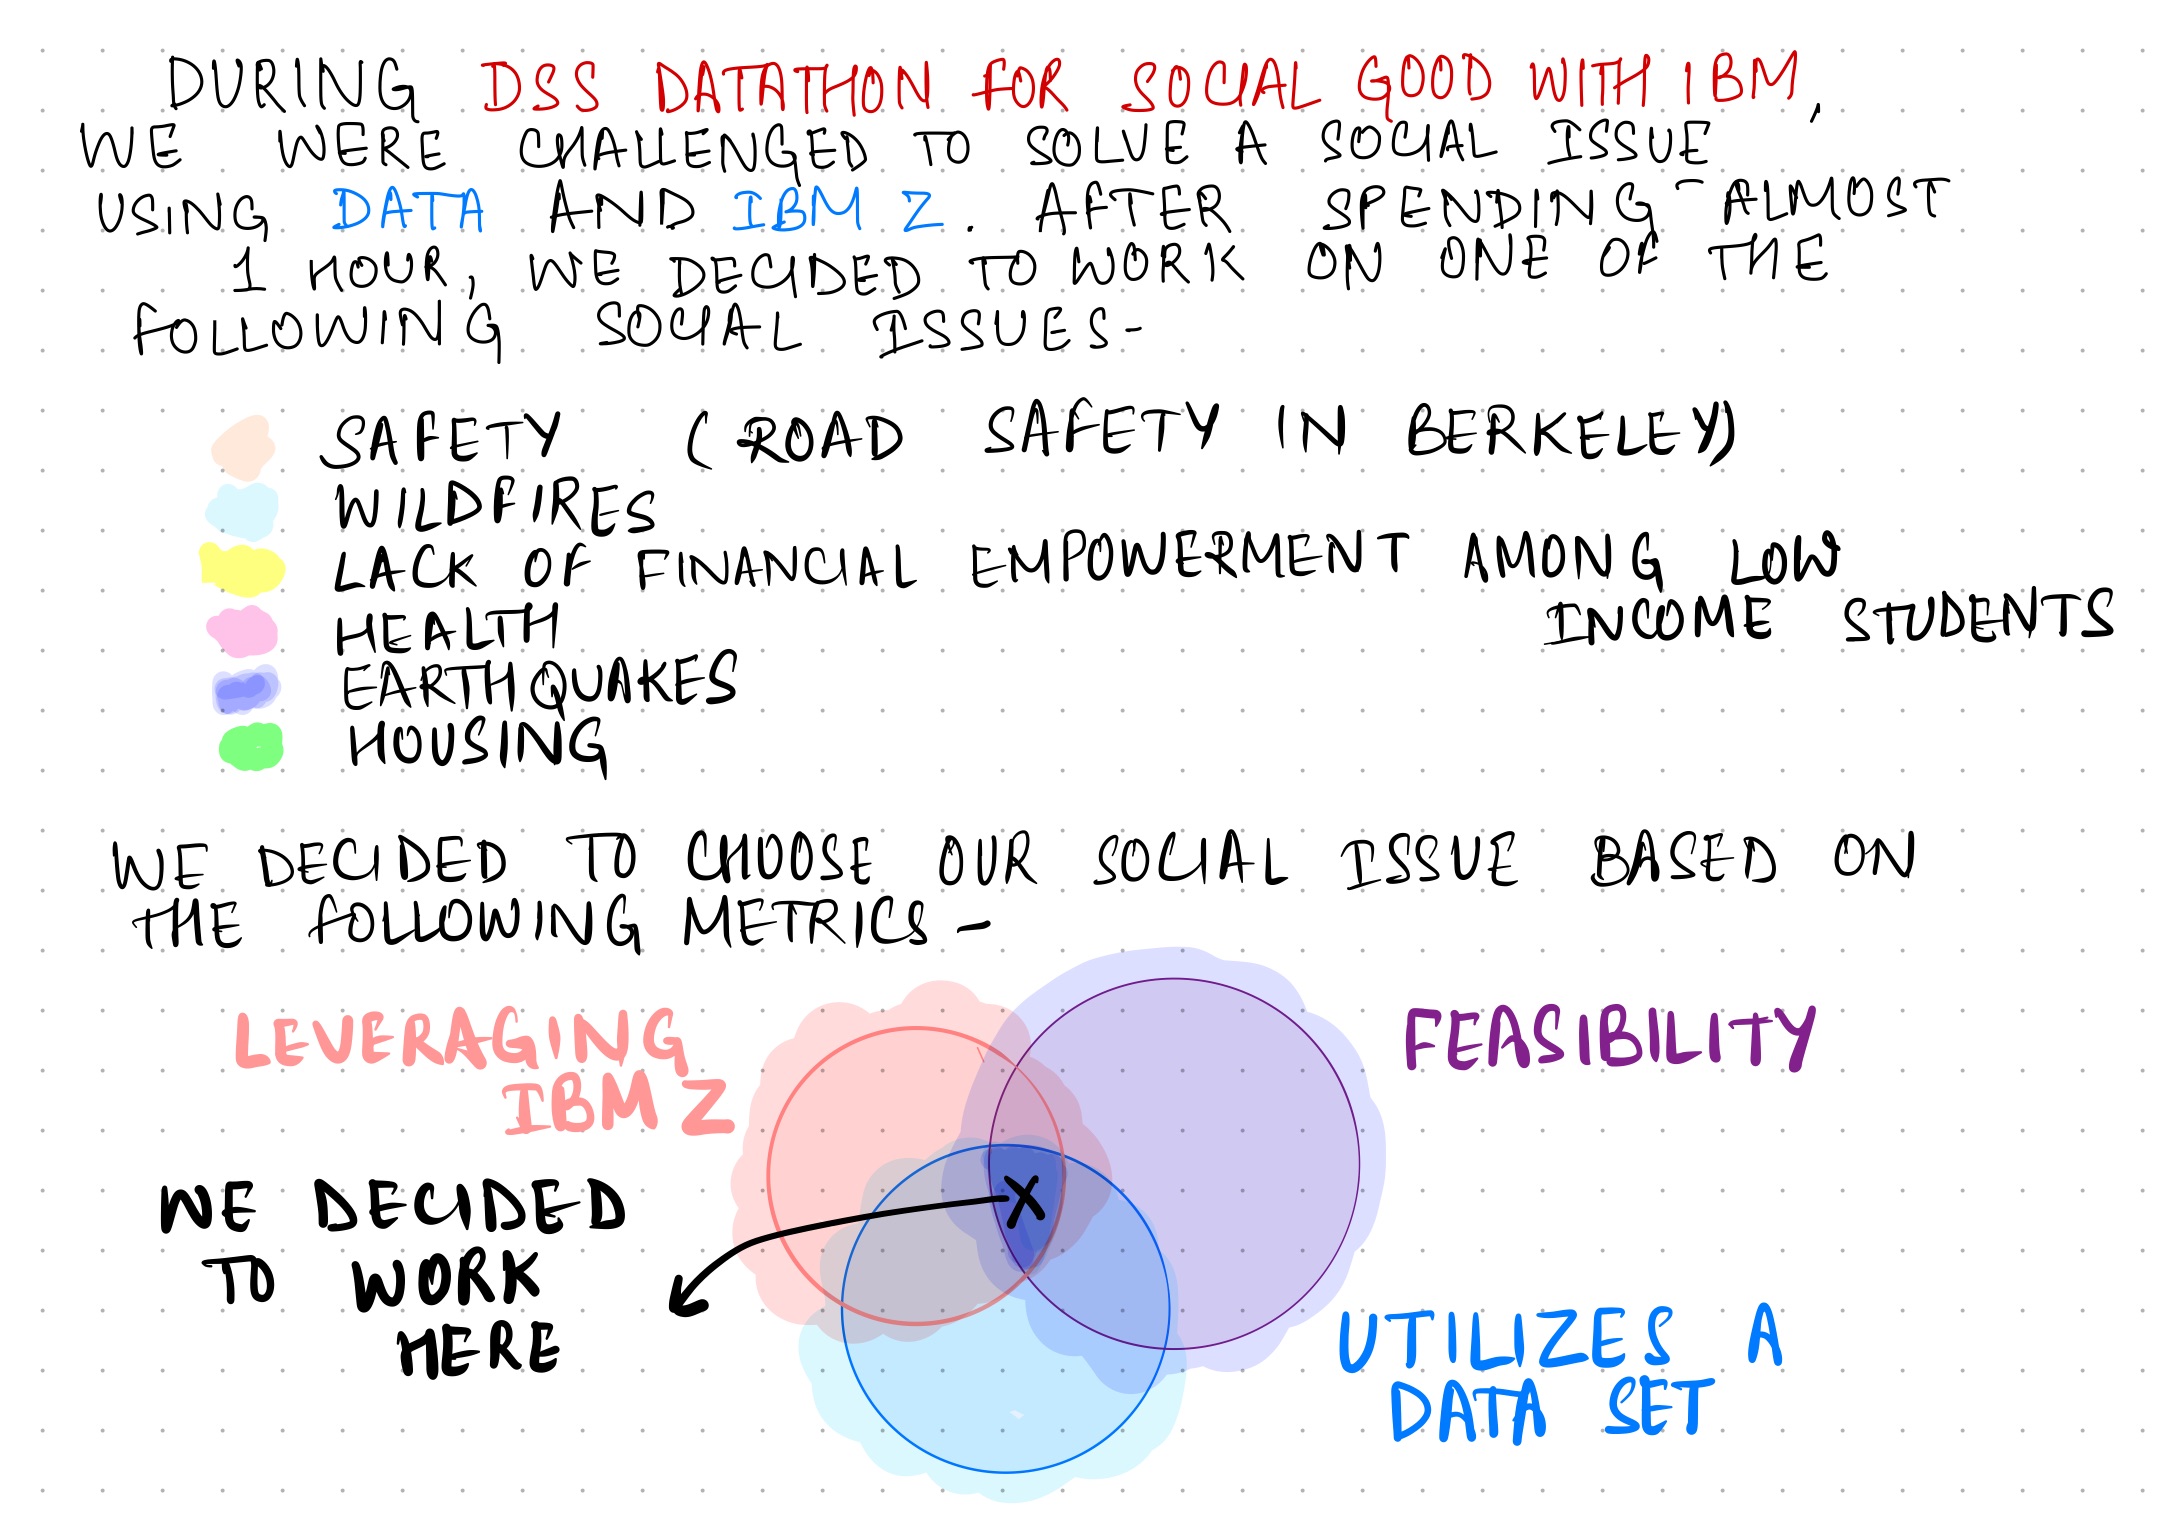 DURING DSS DATATHON FOR SOCIAL GOOD WITH IBM,
WE WERE CHALLENGED TO SOLVE A SOCIAL ISSUE
USING DATA AND IBM Z. AFTER SPENDING ALMOST
1 HOUR, WE DECIDED TO WORK ON ONE OF THE
FOLLOWING SOCIAL ISSUES-
SAFETY (ROAD SAFETY IN BERKELEY)
WILDFIRES
LACK OF FINANCIAL EMPOWERMENT AMONG LOW
INCOME STUDENTS
HEALTH
EARTHQUAKES
HOUSING
WE DECIDED TO CHOOSE OUR SOCIAL ISSUE BASED ON
THE FOLLOWING METRICS -
LEVERAGING
IBM Z
FEASIBILITY
X
WE DECIDED
TO WORK
HERE
UTILIZES A
DATA SET